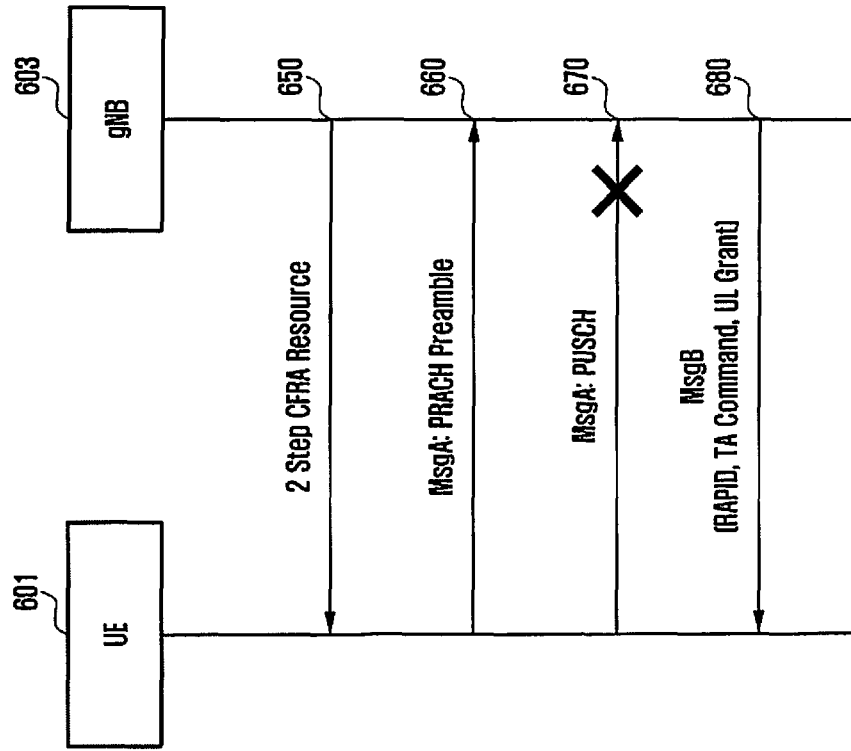 601
UE
603
gNB
2 Step CFRA Resource
650
MsgA: PRACH Preamble
660
MsgA: PUSCH
670
MsgB
(RAPID, TA Command, UL Grant)
680